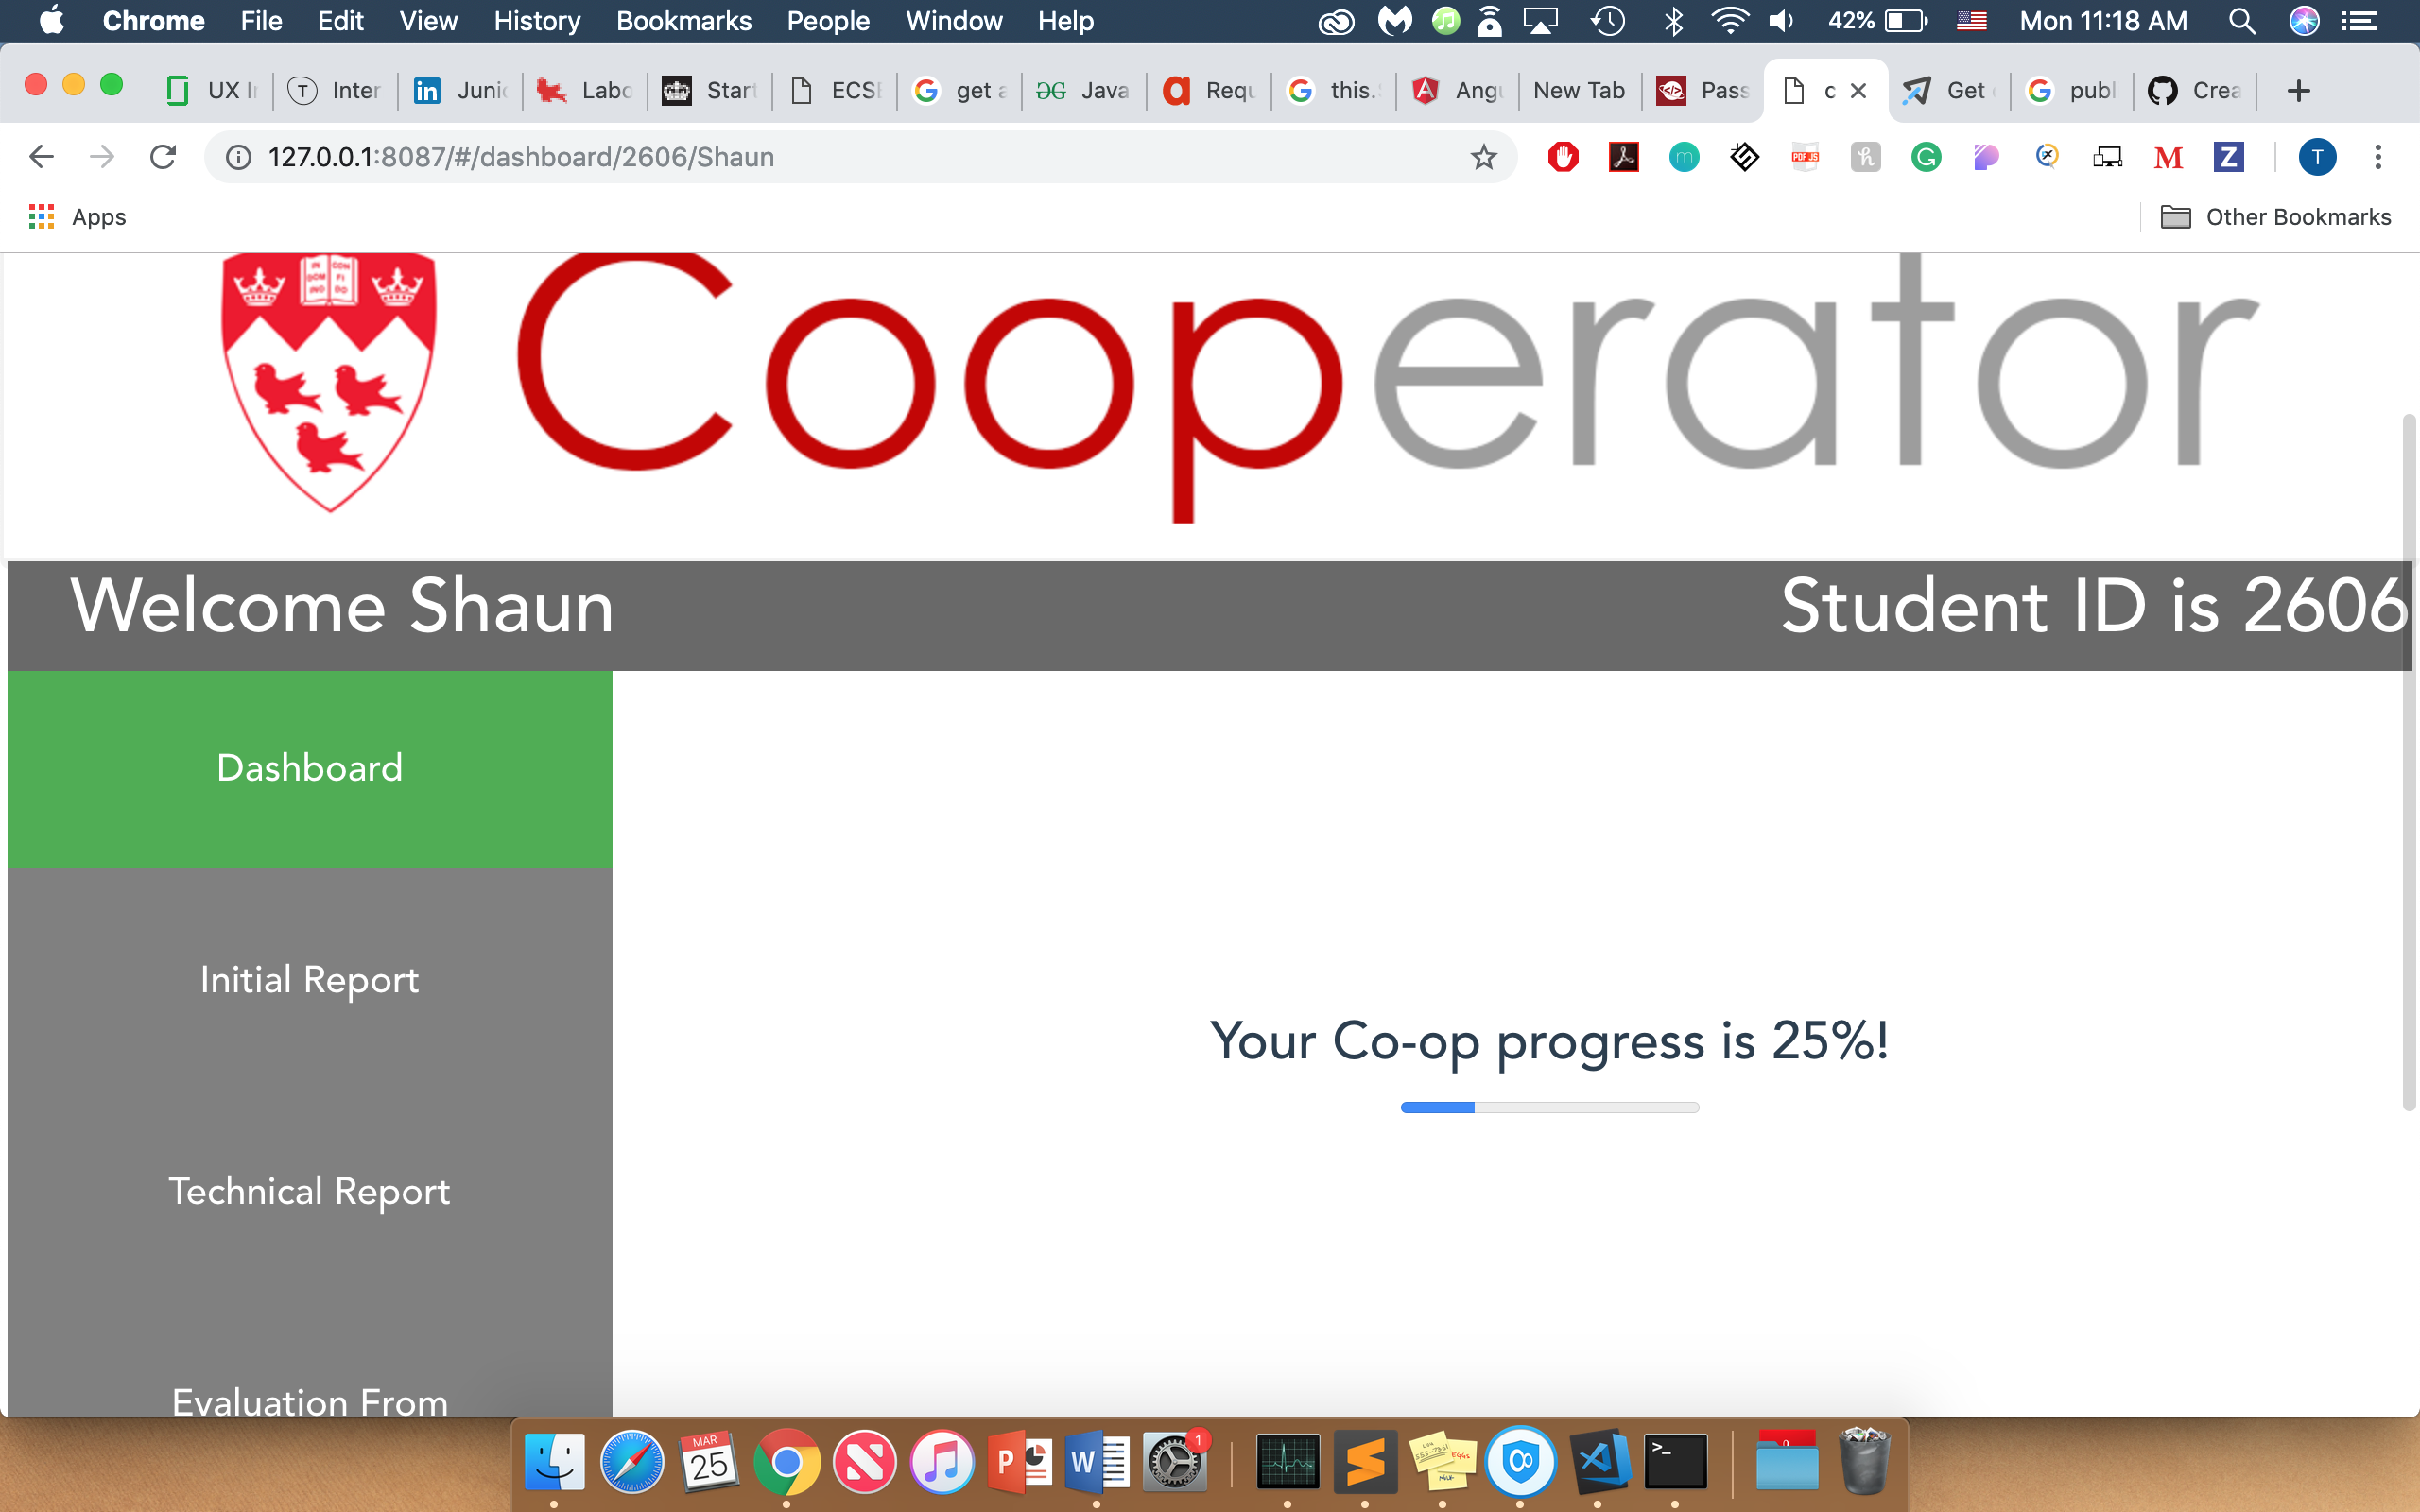 Chrome File Edit View History Bookmarks People Window Help 42% Mon 11:18 AM
UX I Inter Juni Labo Start ECS get a Java Requ this. Ang New Tab Pass c Get publ Crea
127.0.0.1:8087/#/dashboard/2606/Shaun
Apps Other Bookmarks
Cooperator
Welcome Shaun Student ID is 2606
Dashboard
Initial Report
Your Co-op progress is 25%!
Technical Report
Evaluation From
MAR
25
1